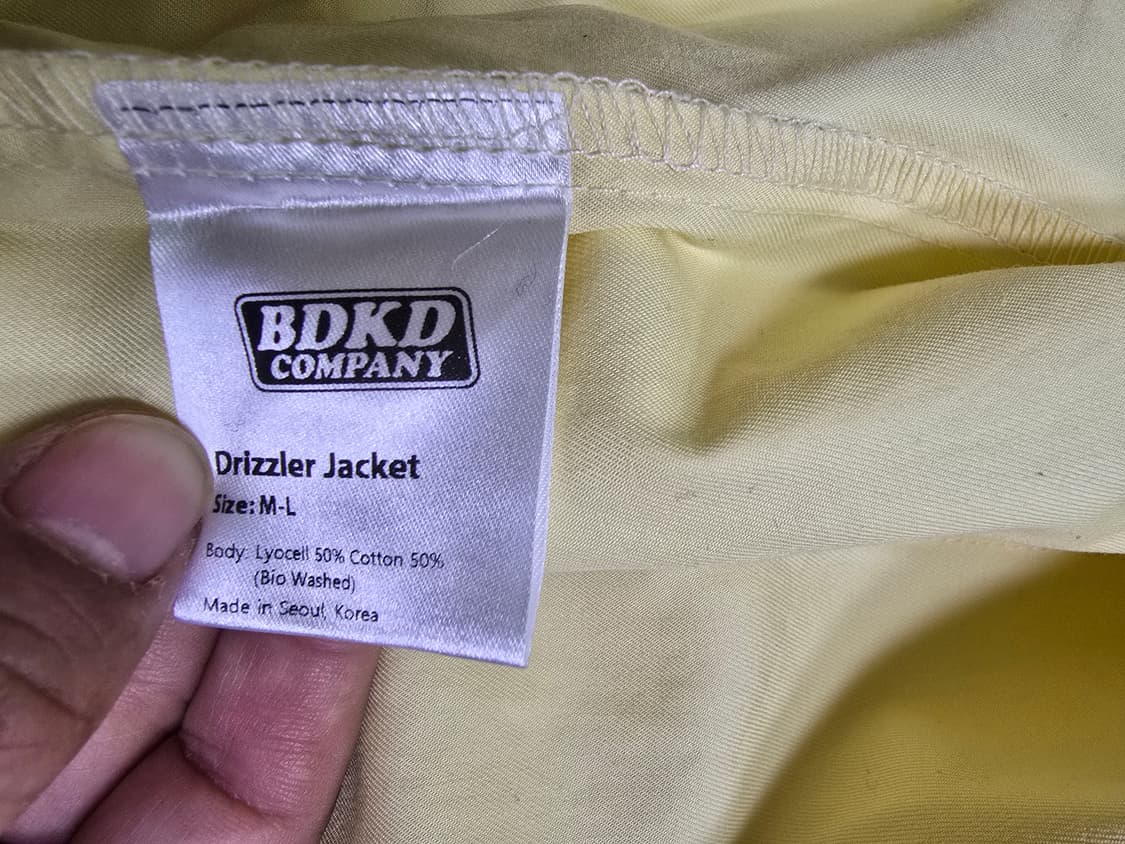 BDKD
COMPANY
Drizzler Jacket
Size: M-L
Body: Lyocell 50% Cotton 50%
(Bio Washed)
Made in Seoul, Korea